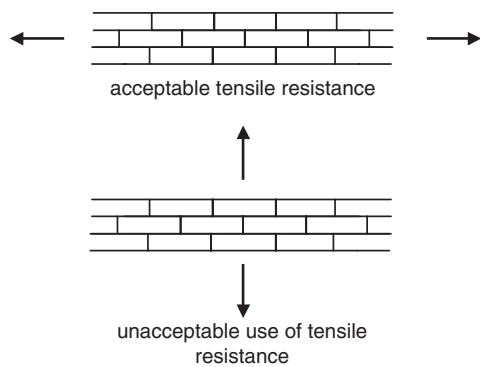 acceptable tensile resistance
unacceptable use of tensile
resistance